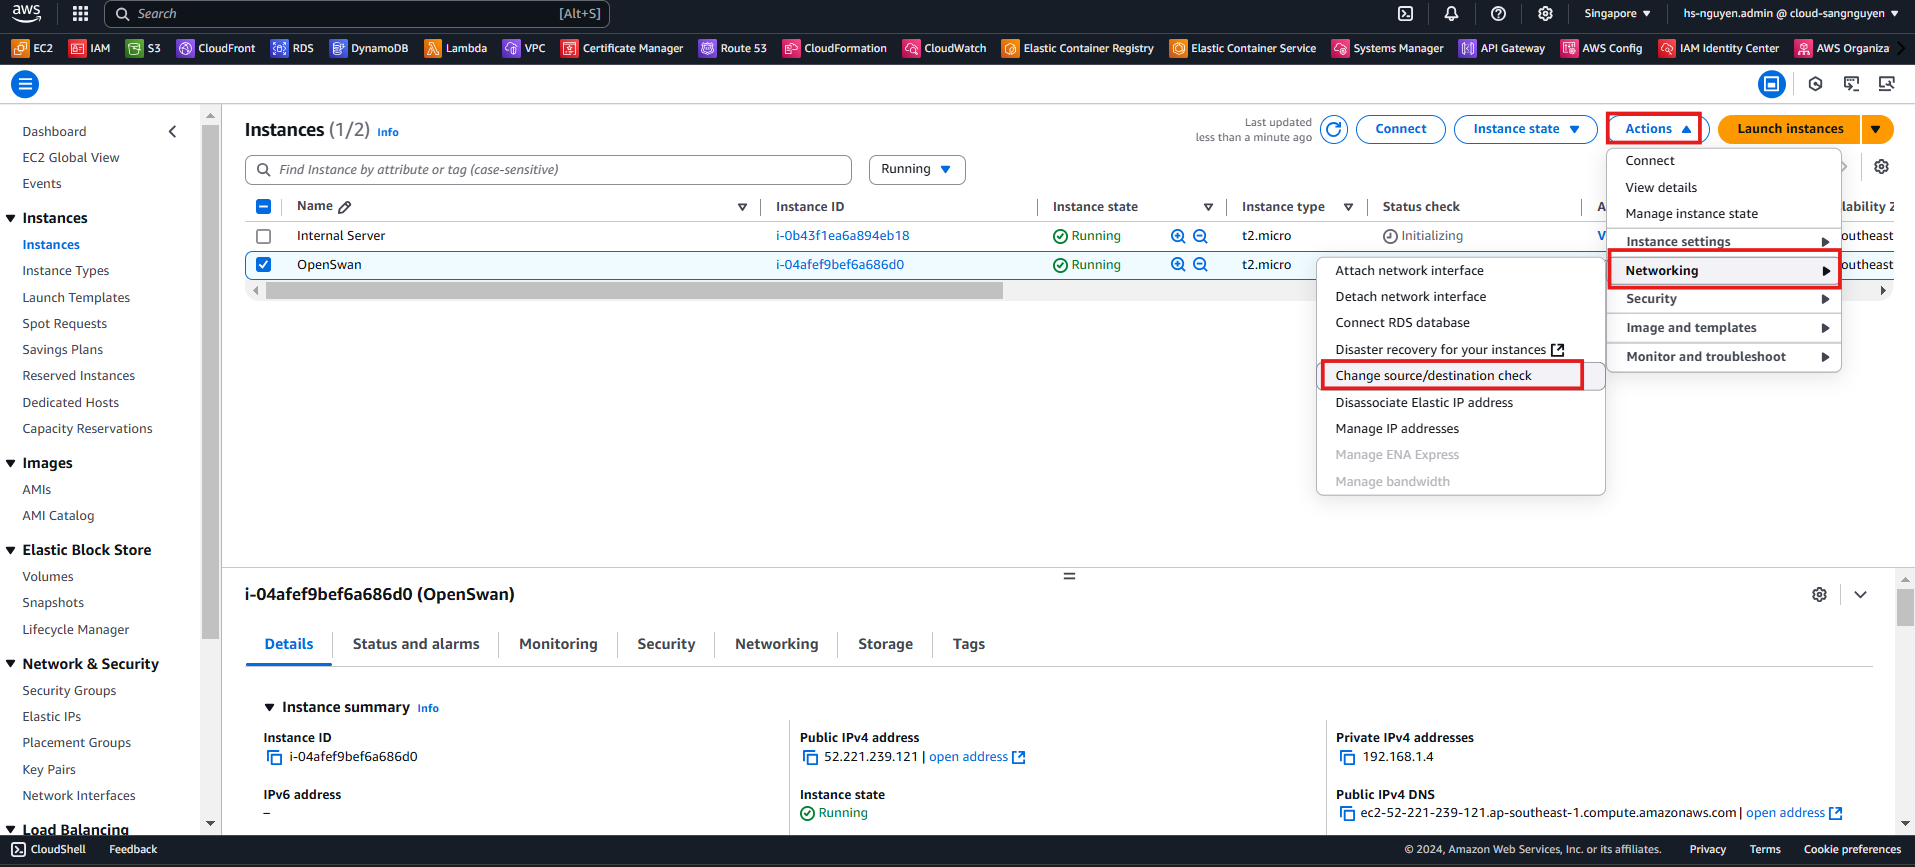 aws
Search [Alt+S] Singapore hs-nguyen.admin @ cloud-sangnguyen
EC2 IAM S3 CloudFront RDS DynamoDB Lambda VPC Certificate Manager Route 53 CloudFormation CloudWatch Elastic Container Registry Elastic Container Service Systems Manager API Gateway AWS Config IAM Identity Center AWS Organiza
Dashboard
EC2 Global View
Events
Instances
Instances
Instance Types
Launch Templates
Spot Requests
Savings Plans
Reserved Instances
Dedicated Hosts
Capacity Reservations
Images
AMIs
AMI Catalog
Elastic Block Store
Volumes
Snapshots
Lifecycle Manager
Network & Security
Security Groups
Elastic IPs
Placement Groups
Key Pairs
Network Interfaces
Load Balancing
Instances (1/2) Info
Last updated
less than a minute ago
Connect Instance state Actions Launch instances
Find Instance by attribute or tag (case-sensitive) Running
Name Instance ID Instance state Instance type Status check A lability Z
Internal Server i-0b43f1ea6a894eb18 Running t2.micro Initializing V outheast
OpenSwan i-04afef9bef6a686d0 Running t2.micro outheast
Connect
View details
Manage instance state
Instance settings
Networking
Security
Image and templates
Monitor and troubleshoot
Attach network interface
Detach network interface
Connect RDS database
Disaster recovery for your instances
Change source/destination check
Disassociate Elastic IP address
Manage IP addresses
Manage ENA Express
Manage bandwidth
i-04afef9bef6a686d0 (OpenSwan)
Details Status and alarms Monitoring Security Networking Storage Tags
Instance summary Info
Instance ID
i-04afef9bef6a686d0
Public IPv4 address
52.221.239.121 | open address
Private IPv4 addresses
192.168.1.4
IPv6 address
–
Instance state
Running
Public IPv4 DNS
ec2-52-221-239-121.ap-southeast-1.compute.amazonaws.com | open address
CloudShell Feedback © 2024, Amazon Web Services, Inc. or its affiliates. Privacy Terms Cookie preferences